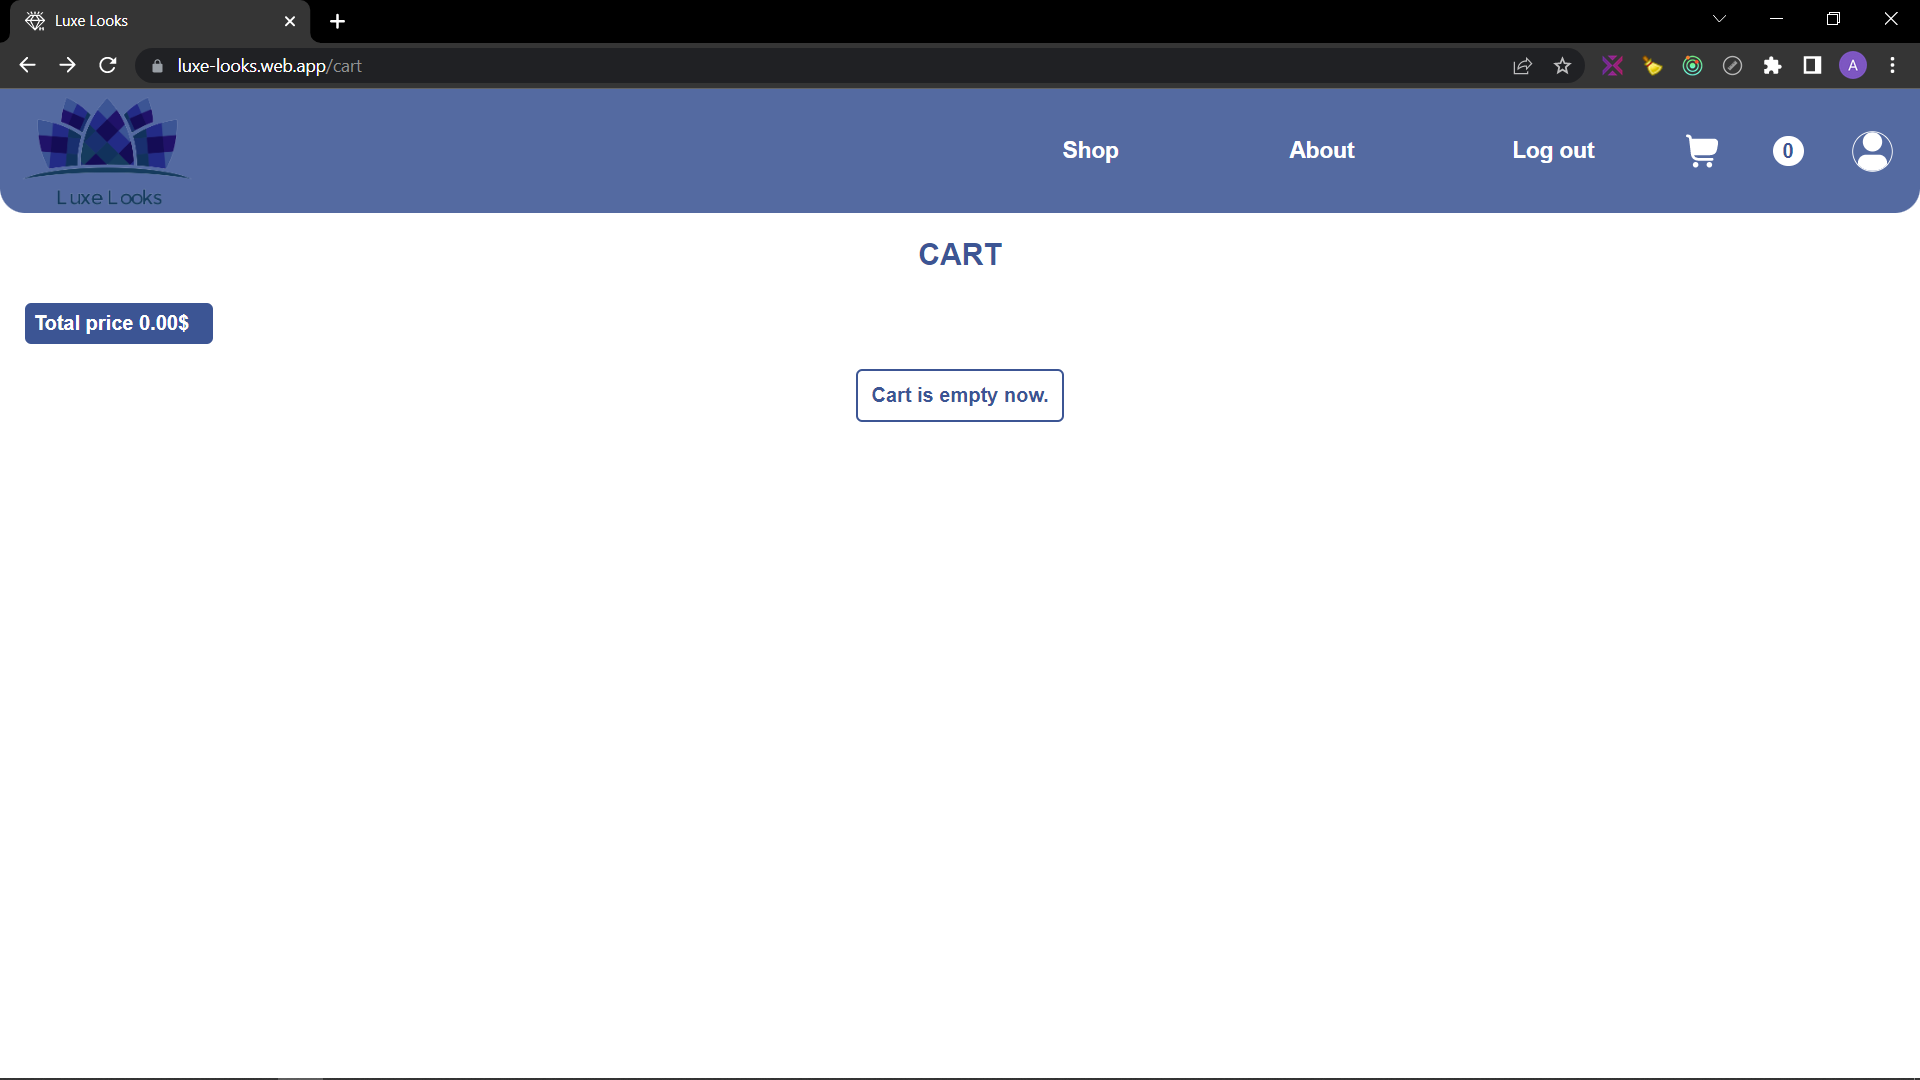 Luxe Looks
luxe-looks.web.app/cart
A
Luxe Looks
Shop
About
Log out
0
CART
Total price 0.00$
Cart is empty now.